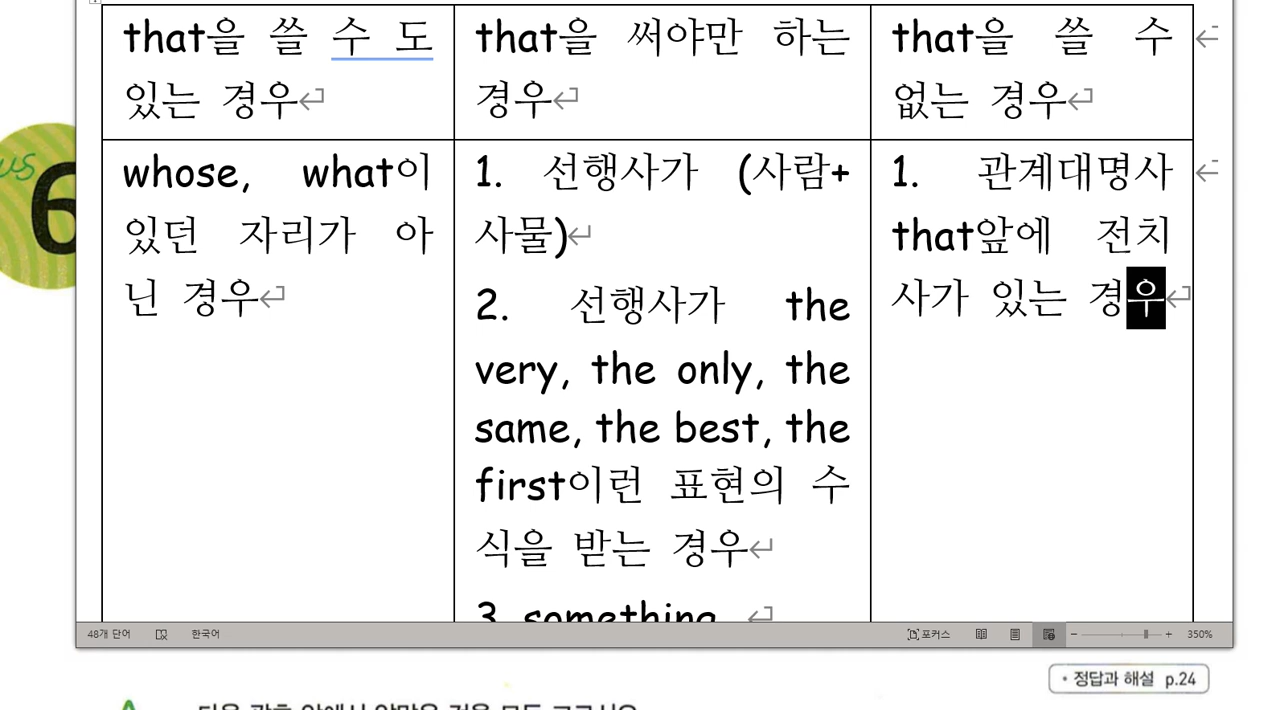 that을 쓸 수 도
있는 경우
that을 써야만 하는
경우
that을 쓸 수
없는 경우
whose, what이
있던 자리가 아
닌 경우
1. 선행사가 (사람+
사물)
2. 선행사가 the
very, the only, the
same, the best, the
first이런 표현의 수
식을 받는 경우
3. something
1. 관계대명사
that앞에 전치
사가 있는 경우
us
6
48개 단어
한국어
포커스
350%
• 정답과 해설 p.24